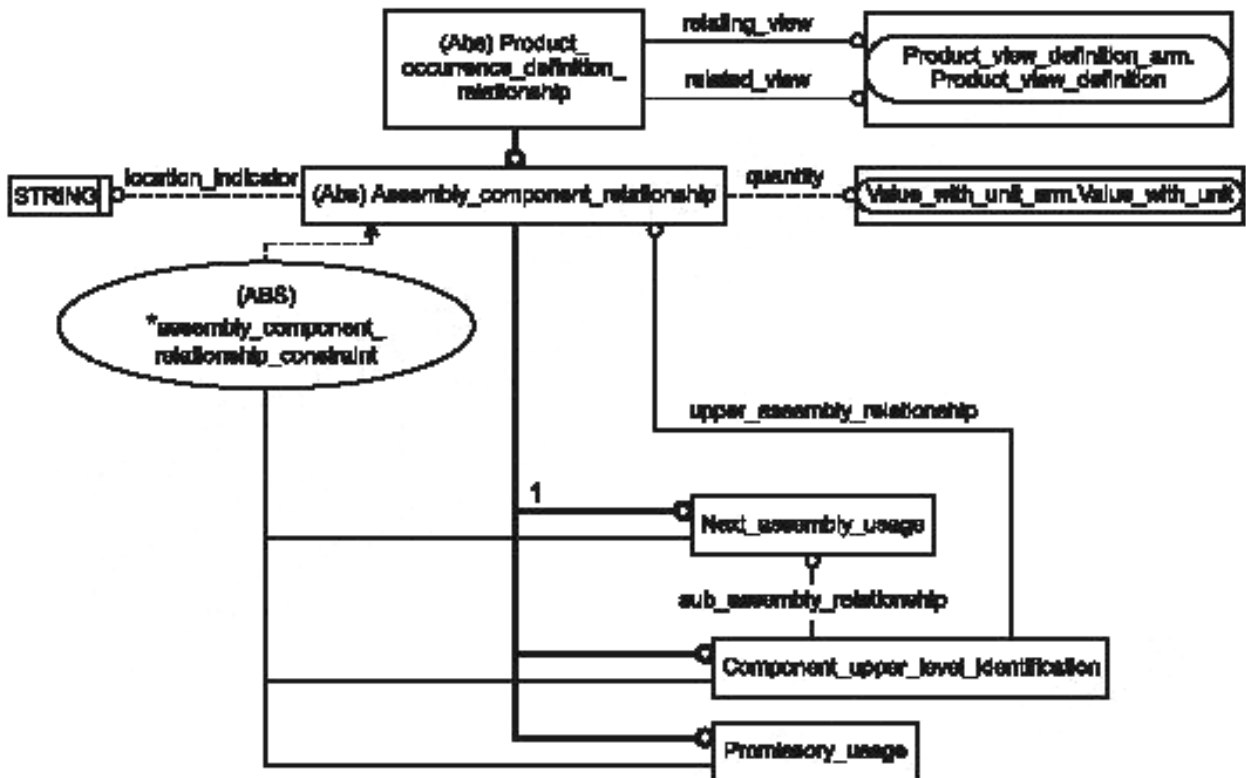 (Abs) Product_
occurrence_definition_
relationship
relating_view
related_view
Product_view_definition_arm.
Product_view_definition
STRING
location_indicator
(Abs) Assembly_component_relationship
quantity
Value_with_unit_arm.Value_with_unit
(ABS)
*assembly_component_
relationship_constraint
upper_assembly_relationship
1
Next_assembly_usage
sub_assembly_relationship
Component_upper_level_identification
Promissory_usage